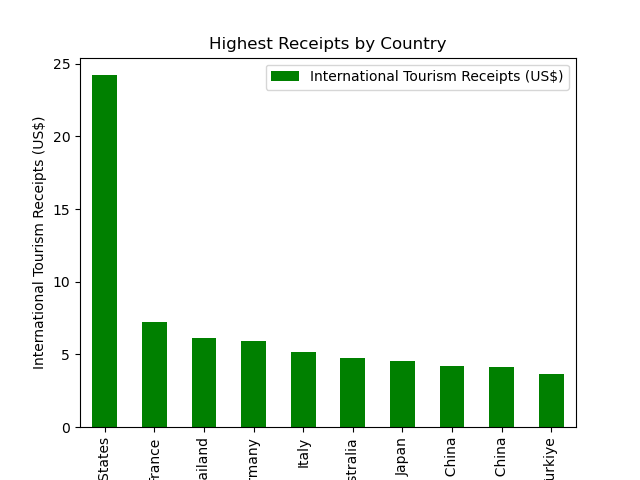 Highest Receipts by Country
International Tourism Receipts (US$)
International Tourism Receipts (US$)
25
20
15
10
5
0
States
rance
ailand
rmany
Italy
stralia
Japan
China
China
urkiye